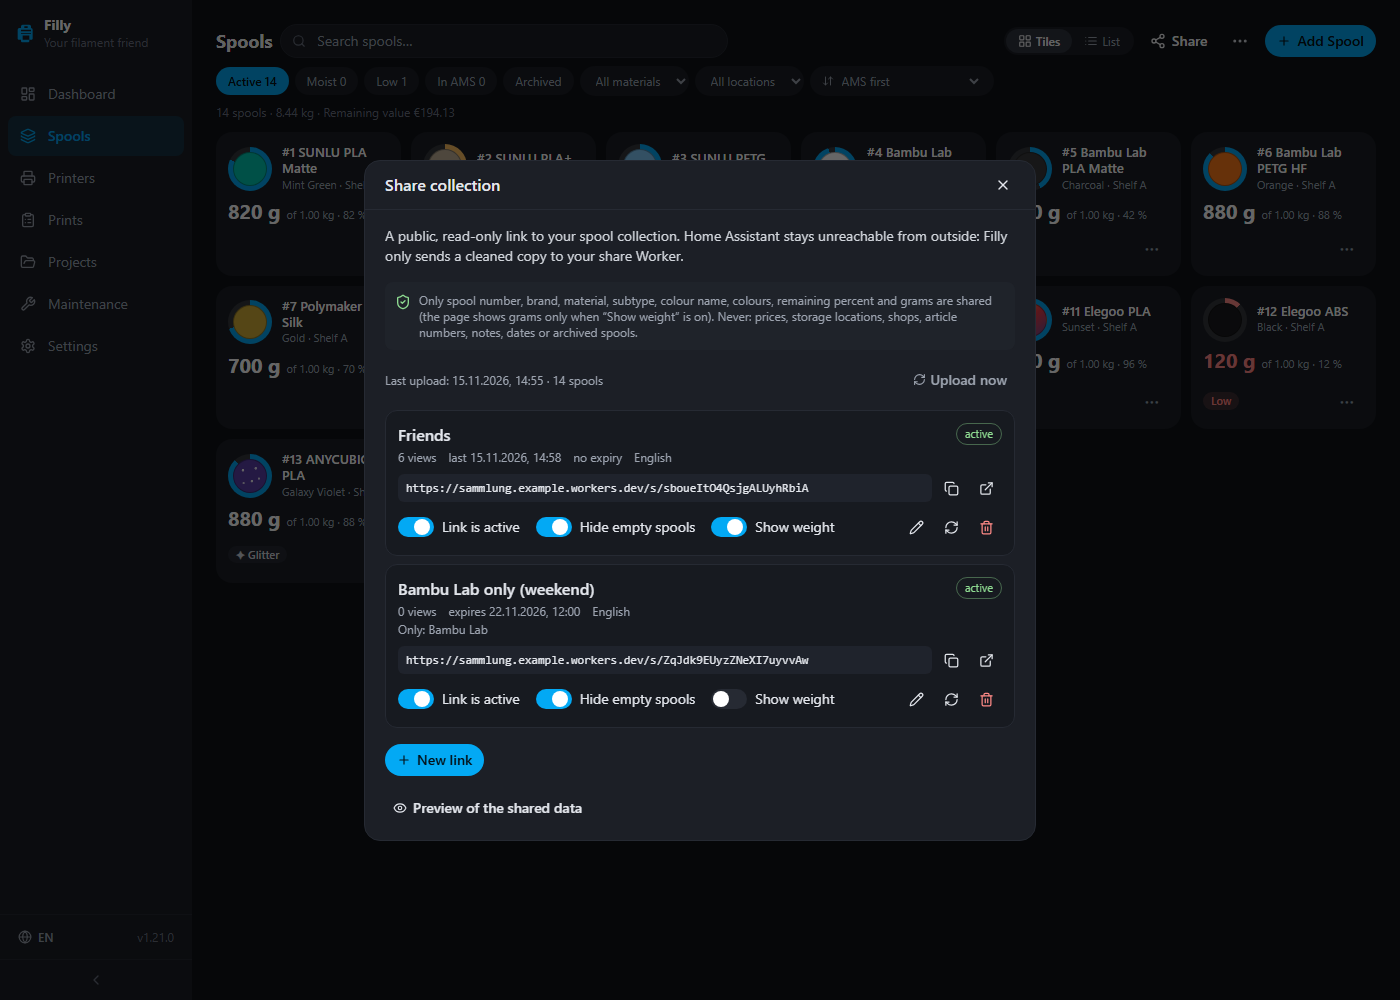 Filly
Your filament friend
Dashboard
Spools
Printers
Prints
Projects
Maintenance
Settings
EN
v1.21.0
Spools
Search spools...
Tiles
List
Share
Add Spool
Active 14
Moist 0
Low 1
In AMS 0
Archived
All materials
All locations
AMS first
14 spools · 8.44 kg · Remaining value €194.13
#1 SUNLU PLA
Matte
Mint Green · She
820 g of 1.00 kg · 82 %
#2 SUNLU PLA+
#3 SUNLU PETG
#4 Bambu Lab
#5 Bambu Lab
PLA Matte
Charcoal · Shelf A
0 g of 1.00 kg · 42 %
#6 Bambu Lab
PETG HF
Orange · Shelf A
880 g of 1.00 kg · 88 %
#7 Polymaker
Silk
Gold · Shelf A
700 g of 1.00 kg · 70 %
#11 Elegoo PLA
Sunset · Shelf A
0 g of 1.00 kg · 96 %
#12 Elegoo ABS
Black · Shelf A
120 g of 1.00 kg · 12 %
Low
#13 ANYCUBIC
PLA
Galaxy Violet · Sh
880 g of 1.00 kg · 88 %
Glitter
Share collection
A public, read-only link to your spool collection. Home Assistant stays unreachable from outside: Filly
only sends a cleaned copy to your share Worker.
Only spool number, brand, material, subtype, colour name, colours, remaining percent and grams are shared
(the page shows grams only when “Show weight” is on). Never: prices, storage locations, shops, article
numbers, notes, dates or archived spools.
Last upload: 15.11.2026, 14:55 · 14 spools
Upload now
Friends
active
6 views last 15.11.2026, 14:58 no expiry English
https://sammlung.example.workers.dev/s/sboueItO4QsjgALUyhRbiA
Link is active
Hide empty spools
Show weight
Bambu Lab only (weekend)
active
0 views expires 22.11.2026, 12:00 English
Only: Bambu Lab
https://sammlung.example.workers.dev/s/ZqJdk9EUyzZNeXI7uyvvAw
Link is active
Hide empty spools
Show weight
New link
Preview of the shared data